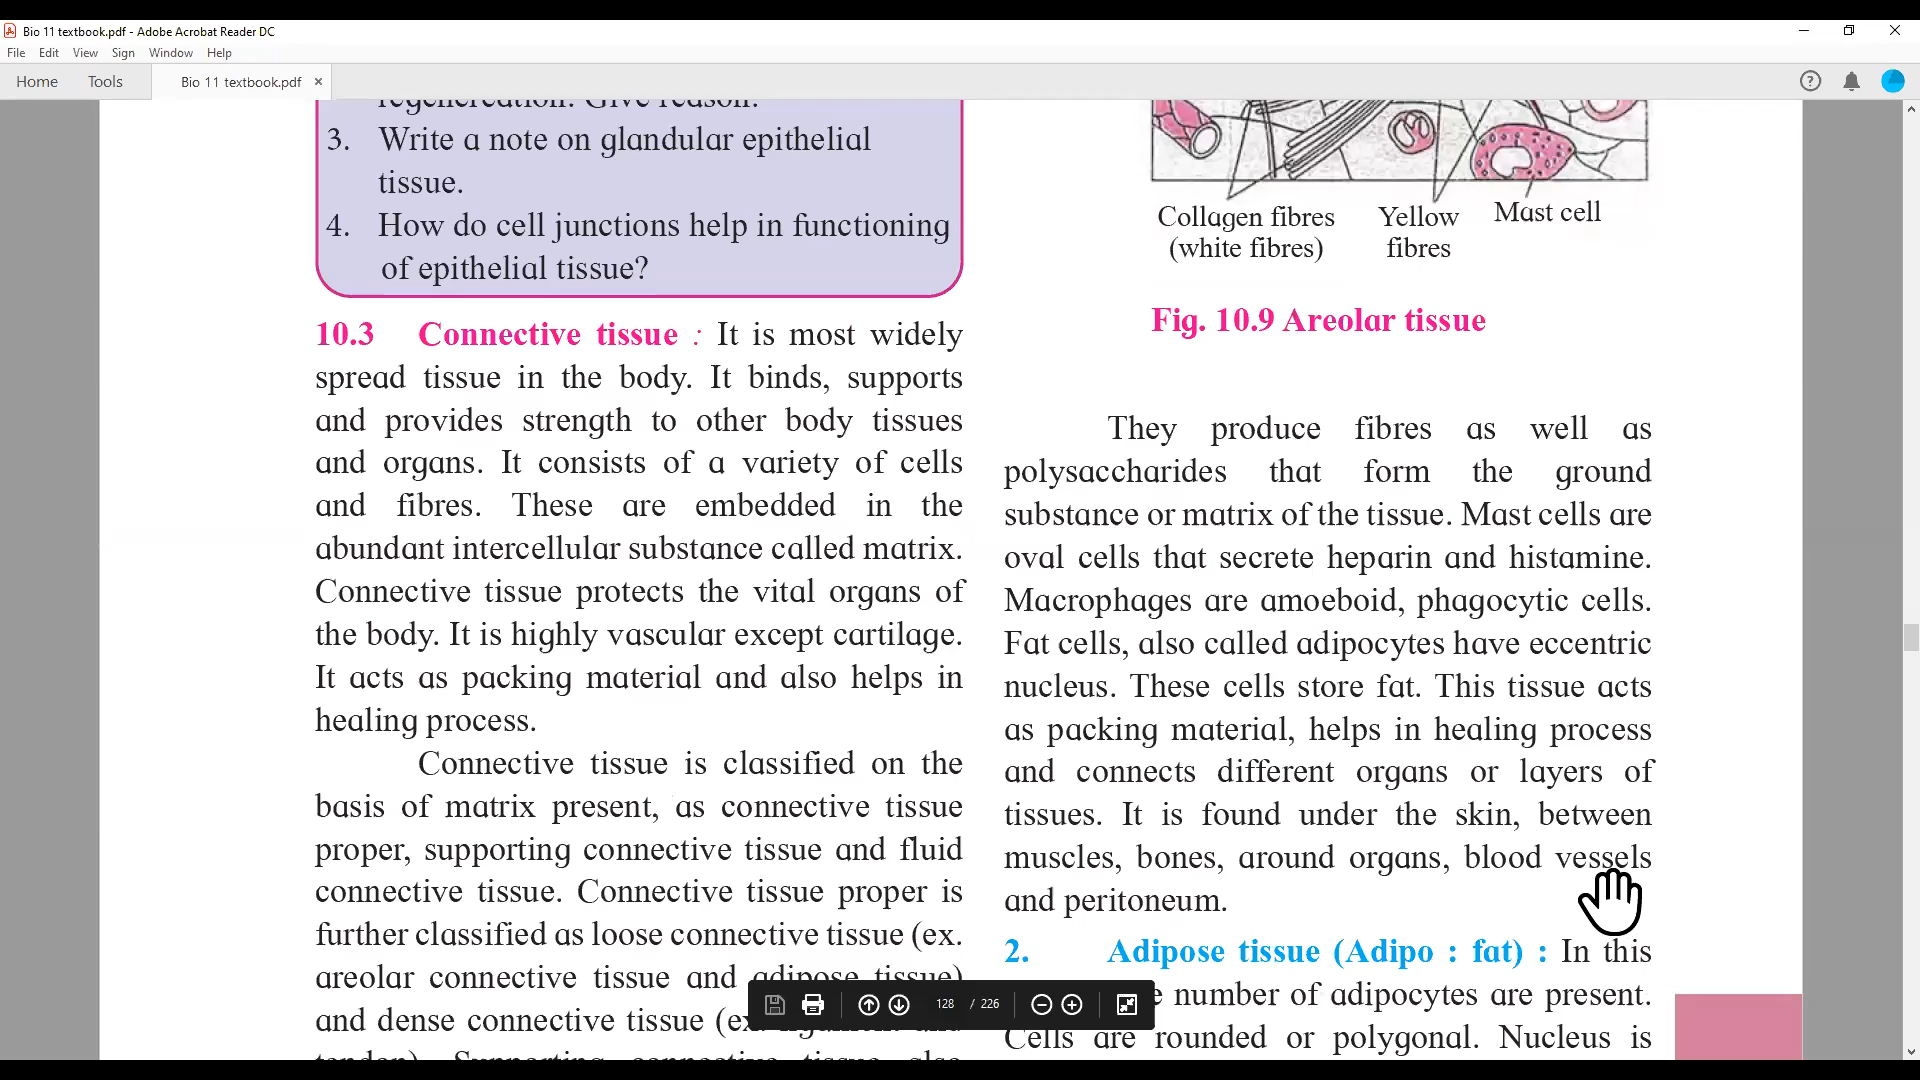 Bio 11 textbook.pdf - Adobe Acrobat Reader DC
File Edit View Sign Window Help
Home Tools Bio 11 textbook.pdf ×
regenereation. Give reason.
3. Write a note on glandular epithelial
tissue.
4. How do cell junctions help in functioning
of epithelial tissue?
10.3 Connective tissue : It is most widely
spread tissue in the body. It binds, supports
and provides strength to other body tissues
and organs. It consists of a variety of cells
and fibres. These are embedded in the
abundant intercellular substance called matrix.
Connective tissue protects the vital organs of
the body. It is highly vascular except cartilage.
It acts as packing material and also helps in
healing process.
Connective tissue is classified on the
basis of matrix present, as connective tissue
proper, supporting connective tissue and fluid
connective tissue. Connective tissue proper is
further classified as loose connective tissue (ex.
areolar connective tissue and adipose tissue)
and dense connective tissue (ex.
Collagen fibres
(white fibres)
Yellow
fibres
Mast cell
Fig. 10.9 Areolar tissue
They produce fibres as well as
polysaccharides that form the ground
substance or matrix of the tissue. Mast cells are
oval cells that secrete heparin and histamine.
Macrophages are amoeboid, phagocytic cells.
Fat cells, also called adipocytes have eccentric
nucleus. These cells store fat. This tissue acts
as packing material, helps in healing process
and connects different organs or layers of
tissues. It is found under the skin, between
muscles, bones, around organs, blood vessels
and peritoneum.
2. Adipose tissue (Adipo : fat) : In this
number of adipocytes are present.
Cells are rounded or polygonal. Nucleus is
128 / 226